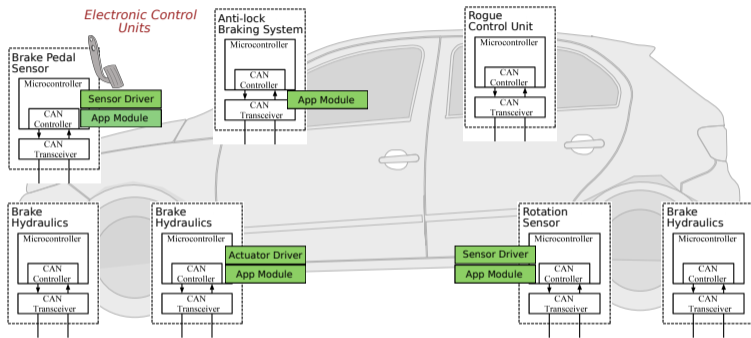 Electronic Control
Units
Brake Pedal
Sensor
Microcontroller
CAN
Controller
CAN
Transceiver
Sensor Driver
App Module
Anti-lock
Braking System
Microcontroller
CAN
Controller
CAN
Transceiver
App Module
Rogue
Control Unit
Microcontroller
CAN
Controller
CAN
Transceiver
Brake
Hydraulics
Microcontroller
CAN
Controller
CAN
Transceiver
Brake
Hydraulics
Microcontroller
CAN
Controller
CAN
Transceiver
Actuator Driver
App Module
Rotation
Sensor
Microcontroller
Sensor Driver
App Module
CAN
Controller
CAN
Transceiver
Brake
Hydraulics
Microcontroller
CAN
Controller
CAN
Transceiver